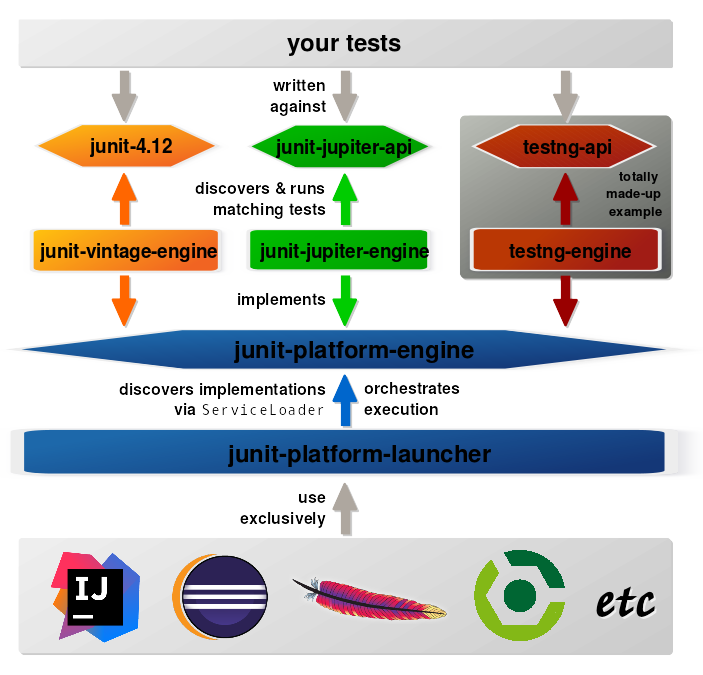 your tests
written
against
junit-4.12
junit-jupiter-api
testng-api
discovers & runs
matching tests
totally
made-up
example
junit-vintage-engine
junit-jupiter-engine
testng-engine
implements
junit-platform-engine
discovers implementations
via ServiceLoader
orchestrates
execution
junit-platform-launcher
use
exclusively
IJ
etc